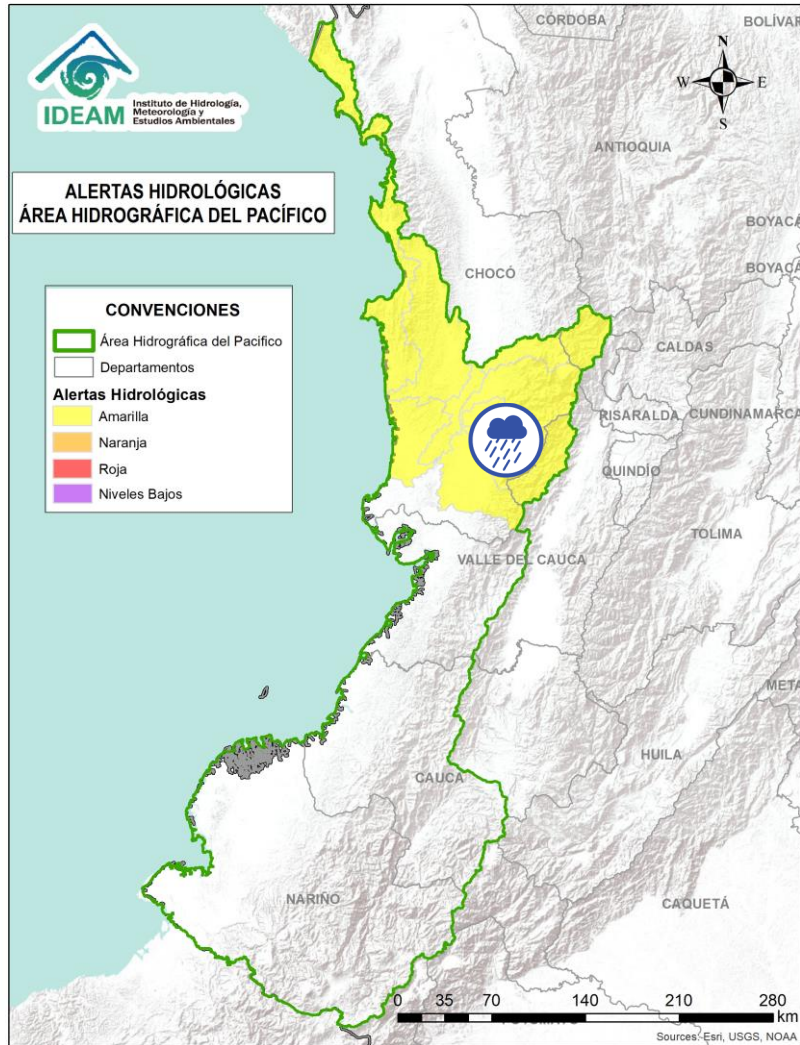 CÓRDOBA
BOLÍVAR
IDEAM
Instituto de Hidrología,
Meteorología y
Estudios Ambientales
N
W
E
S
ANTIOQUIA
ALERTAS HIDROLÓGICAS
ÁREA HIDROGRÁFICA DEL PACÍFICO
BOYACÁ
BOYACÁ
CHOCÓ
CONVENCIONES
Área Hidrográfica del Pacifico
Departamentos
Alertas Hidrológicas
Amarilla
Naranja
Roja
Niveles Bajos
CALDAS
RISARALDA
CUNDINAMARCA
QUINDÍO
TOLIMA
VALLE DEL CAUCA
META
HUILA
CAUCA
NARIÑO
CAQUETÁ
0 35 70 140 210 280
km
Sources: Esri, USGS, NOAA